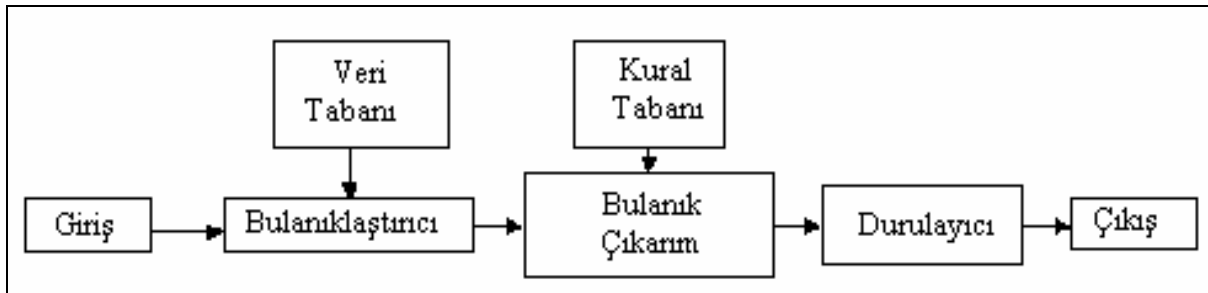 Veri
Tabanı
Kural
Tabanı
Giriş
Bulanıklaştırıcı
Bulanık
Çıkarım
Durulayıcı
Çıkış